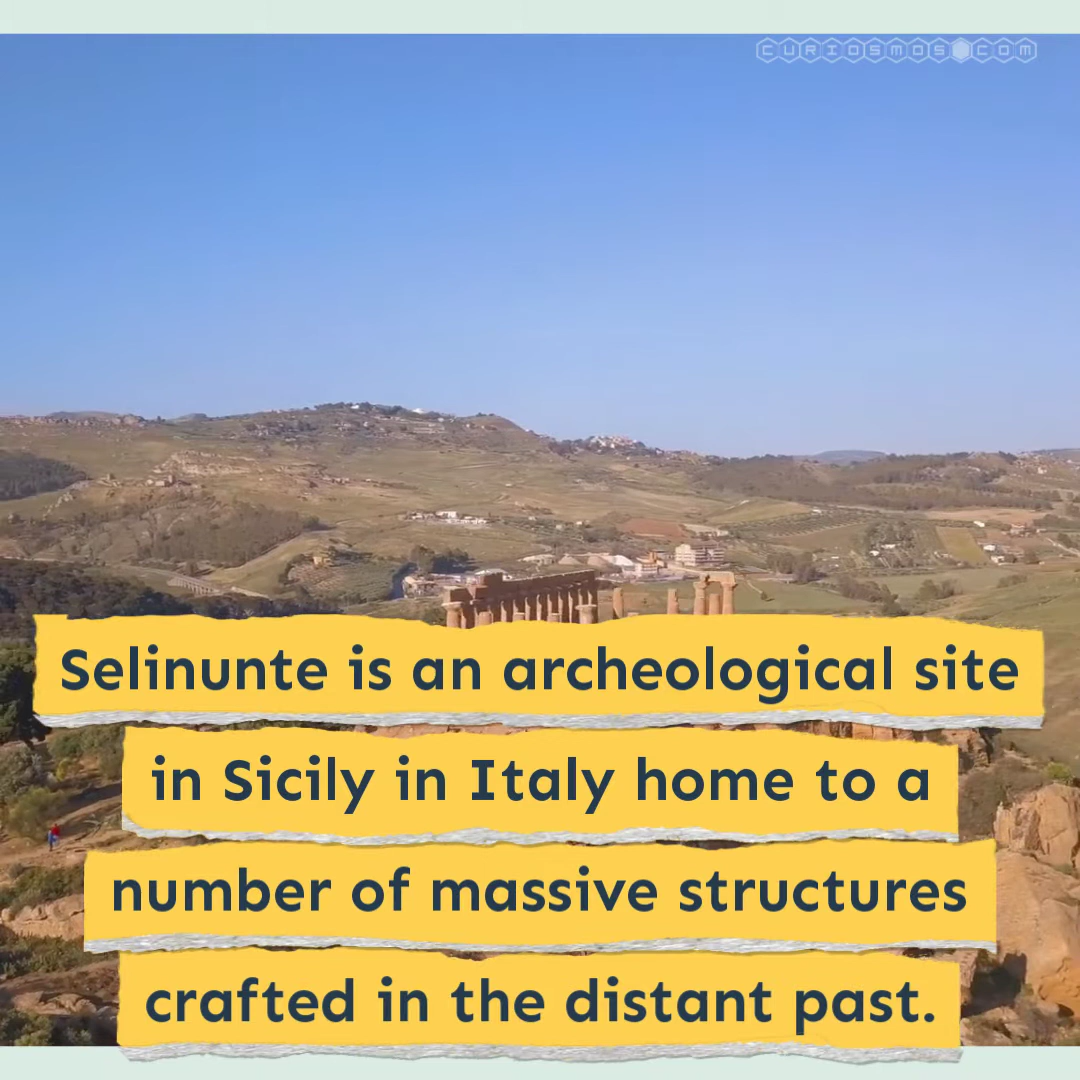 CURIOSMOS.COM
Selinunte is an archeological site
in Sicily in Italy home to a
number of massive structures
crafted in the distant past.